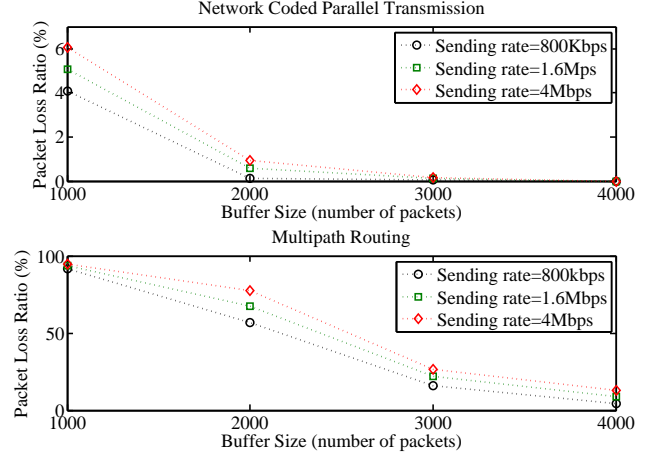 Network Coded Parallel Transmission
Packet Loss Ratio (%)
6
4
2
0
Sending rate=800Kbps
Sending rate=1.6Mps
Sending rate=4Mbps
1000 2000 3000 4000
Buffer Size (number of packets)
Multipath Routing
Packet Loss Ratio (%)
100
50
0
Sending rate=800kbps
Sending rate=1.6Mbps
Sending rate=4Mbps
1000 2000 3000 4000
Buffer Size (number of packets)